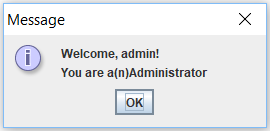 Message
Welcome, admin!
You are a(n)Administrator
OK